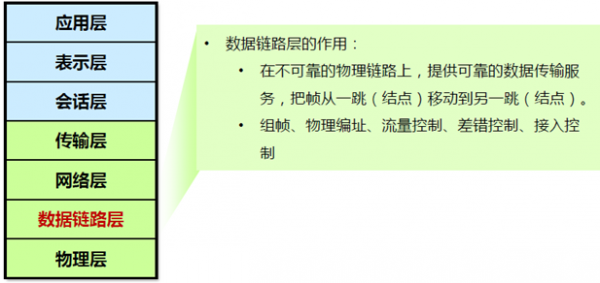 应用层
表示层
会话层
传输层
网络层
数据链路层
物理层
• 数据链路层的作用：
• 在不可靠的物理链路上，提供可靠的数据传输服
务，把帧从一跳（结点）移动到另一跳（结点）。
• 组帧、物理编址、流量控制、差错控制、接入控
制